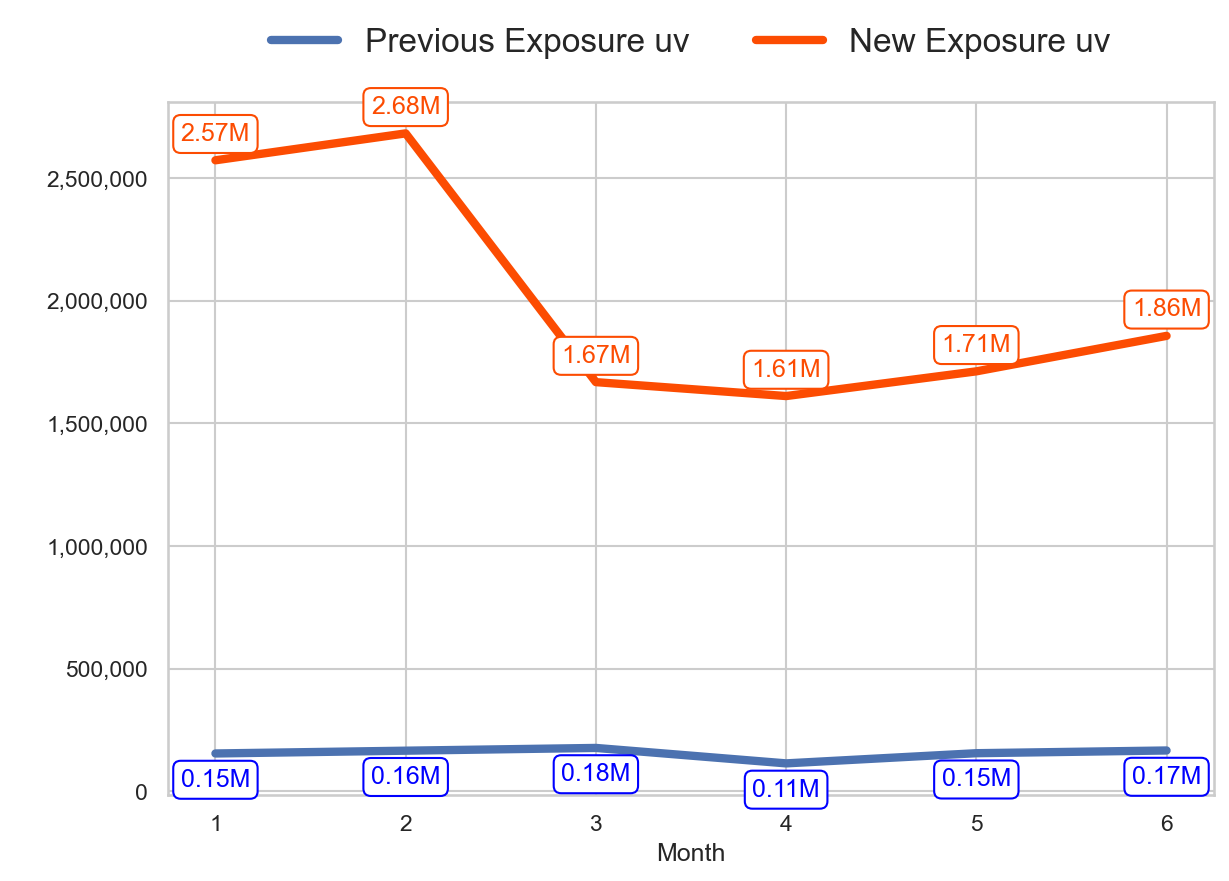 Previous Exposure uv New Exposure uv
2.68M
2.57M
2,500,000
2,000,000
1.86M
1.71M
1.67M
1.61M
1,500,000
1,000,000
500,000
0.15M 0.16M 0.18M 0.11M 0.15M 0.17M
0
1 2 3 4 5 6
Month